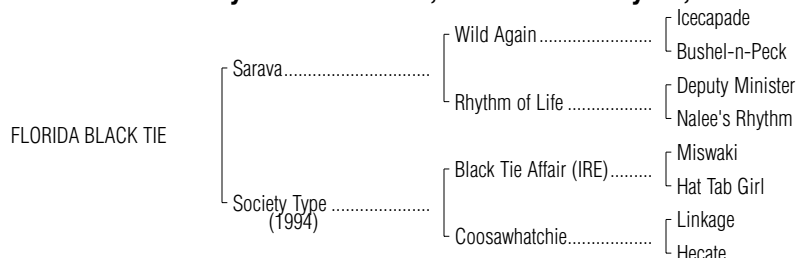 Icecapade
Wild Again
Bushel-n-Peck
Sarava
Deputy Minister
Rhythm of Life
Nalee's Rhythm
FLORIDA BLACK TIE
Miswaki
Black Tie Affair (IRE)
Hat Tab Girl
Society Type
(1994)
Linkage
Coosawhatchie
Hecate